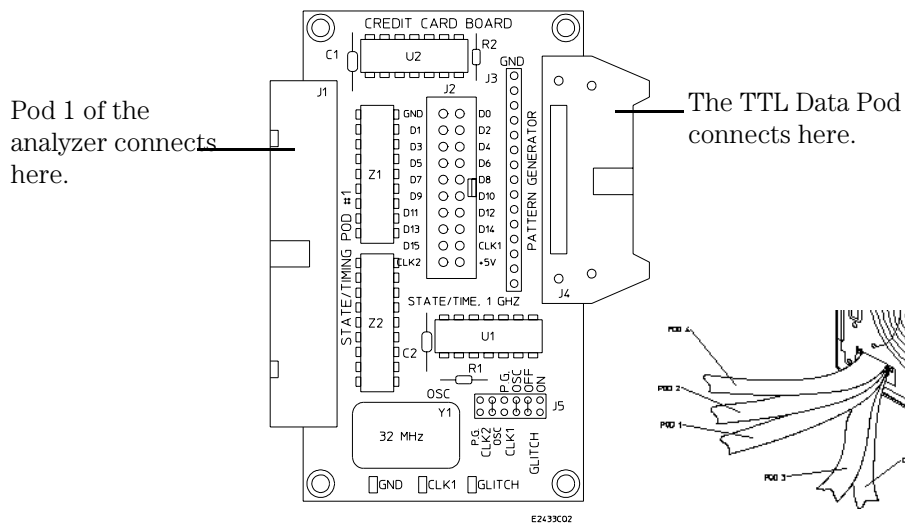 CREDIT CARD BOARD
C1
U2
R2
GND
J3
J1
J2
Pod 1 of the
analyzer connects
here.
The TTL Data Pod
connects here.
GND D0
D1 D2
D3 D4
D5 D6
D7 D8
D9 D10
D11 D12
D13 D14
D15 CLK1
CLK2 +5V
Z1
Z2
STATE/TIMING POD #1
PATTERN GENERATOR
J4
STATE/TIME, 1 GHZ
U1
C2
R1
OSC
Y1
32 MHz
P.G.
OSC
OFF
ON
J5
P.G.
CLK2
OSC
CLK1
GLITCH
GND CLK1 GLITCH
E2433C02
POD 2
POD 1
POD 3